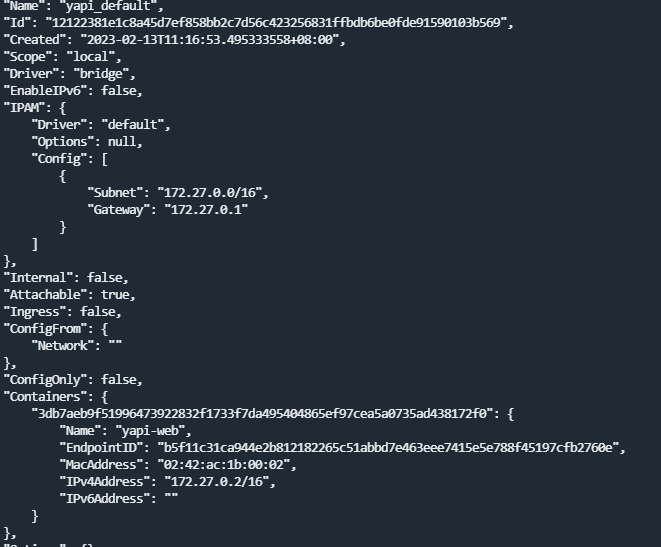 "Name": "yapi_default",
"Id": "12122381e1c8a45d7ef858bb2c7d56c423256831ffbdb6be0fde91590103b569",
"Created": "2023-02-13T11:16:53.495333558+08:00",
"Scope": "local",
"Driver": "bridge",
"EnableIPv6": false,
"IPAM": {
    "Driver": "default",
    "Options": null,
    "Config": [
        {
            "Subnet": "172.27.0.0/16",
            "Gateway": "172.27.0.1"
        }
    ]
},
"Internal": false,
"Attachable": true,
"Ingress": false,
"ConfigFrom": {
    "Network": ""
},
"ConfigOnly": false,
"Containers": {
    "3db7aeb9f51996473922832f1733f7da495404865ef97cea5a0735ad438172f0": {
        "Name": "yapi-web",
        "EndpointID": "b5f11c31ca944e2b812182265c51abbd7e463eee7415e5e788f45197cfb2760e",
        "MacAddress": "02:42:ac:1b:00:02",
        "IPv4Address": "172.27.0.2/16",
        "IPv6Address": ""
    }
},